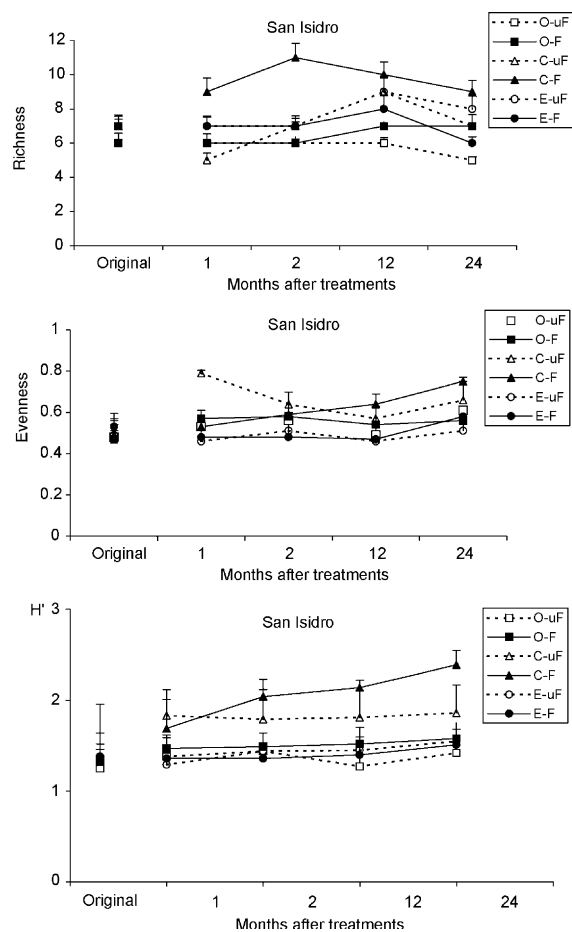 San Isidro
12
10
8
6
4
2
0
Richness
Original 1 2 12 24
Months after treatments
O-uF
O-F
C-uF
C-F
E-uF
E-F
San Isidro
1
0.8
0.6
0.4
0.2
0
Evenness
Original 1 2 12 24
Months after treatments
O-uF
O-F
C-uF
C-F
E-uF
E-F
H'
San Isidro
3
2
1
0
Original 1 2 12 24
Months after treatments
O-uF
O-F
C-uF
C-F
E-uF
E-F